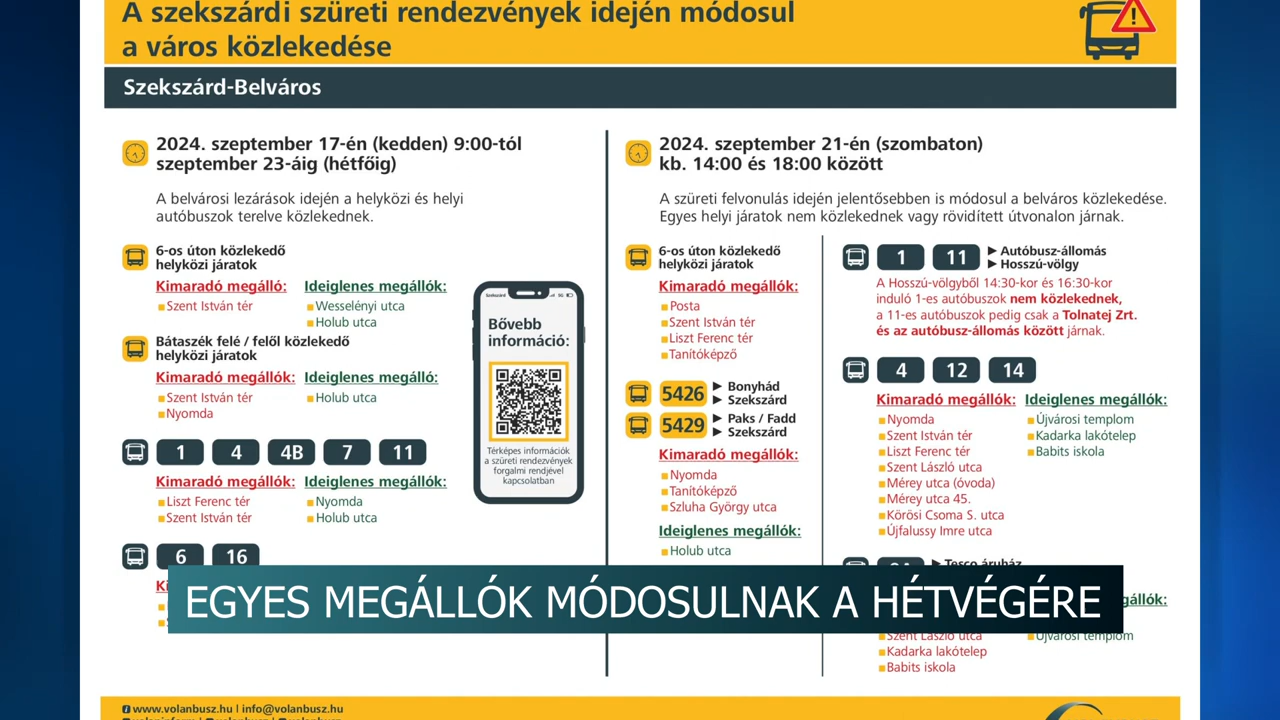 A szekszárdi szüreti rendezvények idején módosul
a város közlekedése
Szekszárd-Belváros
2024. szeptember 17-én (kedden) 9:00-tól
szeptember 23-áig (hétfőig)
A belvárosi lezárások idején a helyközi és helyi
autóbuszok terelve közlekednek.
6-os úton közlekedő
helyközi járatok
Kimaradó megálló: Ideiglenes megállók:
Szent István tér Wesselényi utca
Holub utca
Bátaszék felé / felől közlekedő
helyközi járatok
Kimaradó megállók: Ideiglenes megálló:
Szent István tér Holub utca
Nyomda
1 4 4B 7 11
Kimaradó megállók: Ideiglenes megállók:
Liszt Ferenc tér Nyomda
Szent István tér Holub utca
6 16
Szekszárd 5G
Bővebb
információ:
Térképes információk
a szüreti rendezvények
forgalmi rendjével
kapcsolatban
2024. szeptember 21-én (szombaton)
kb. 14:00 és 18:00 között
A szüreti felvonulás idején jelentősebben is módosul a belváros közlekedése.
Egyes helyi járatok nem közlekednek vagy rövidített útvonalon járnak.
6-os úton közlekedő
helyközi járatok
Kimaradó megállók:
Posta
Szent István tér
Liszt Ferenc tér
Tanítóképző
5426 ▶ Bonyhád
▶ Szekszárd
5429 ▶ Paks / Fadd
▶ Szekszárd
Kimaradó megállók:
Nyomda
Tanítóképző
Szluha György utca
Ideiglenes megállók:
Holub utca
1 11 ▶ Autóbusz-állomás
▶ Hosszú-völgy
A Hosszú-völgyből 14:30-kor és 16:30-kor
induló 1-es autóbuszok nem közlekednek,
a 11-es autóbuszok pedig csak a Tolnatej Zrt.
és az autóbusz-állomás között járnak.
4 12 14
Kimaradó megállók: Ideiglenes megállók:
Nyomda Újvárosi templom
Szent István tér Kadarka lakótelep
Liszt Ferenc tér Babits iskola
Szent László utca
Mérey utca (óvoda)
Mérey utca 45.
Körösi Csoma S. utca
Újfalussy Imre utca
▶ Tesco áruház
EGYES MEGÁLLÓK MÓDOSULNAK A HÉTVÉGÉRE
Szent László utca Újvárosi templom
Kadarka lakótelep
Babits iskola
www.volanbusz.hu | info@volanbusz.hu